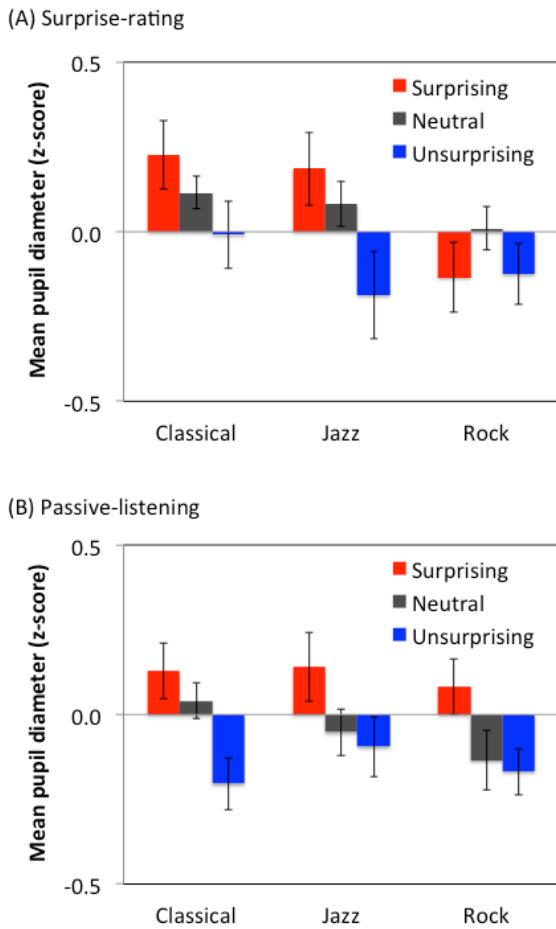 (A) Surprise-rating
Mean pupil diameter (z-score)
0.5
0.0
-0.5
Surprising
Neutral
Unsurprising
Classical Jazz Rock
(B) Passive-listening
Mean pupil diameter (z-score)
0.5
0.0
-0.5
Surprising
Neutral
Unsurprising
Classical Jazz Rock